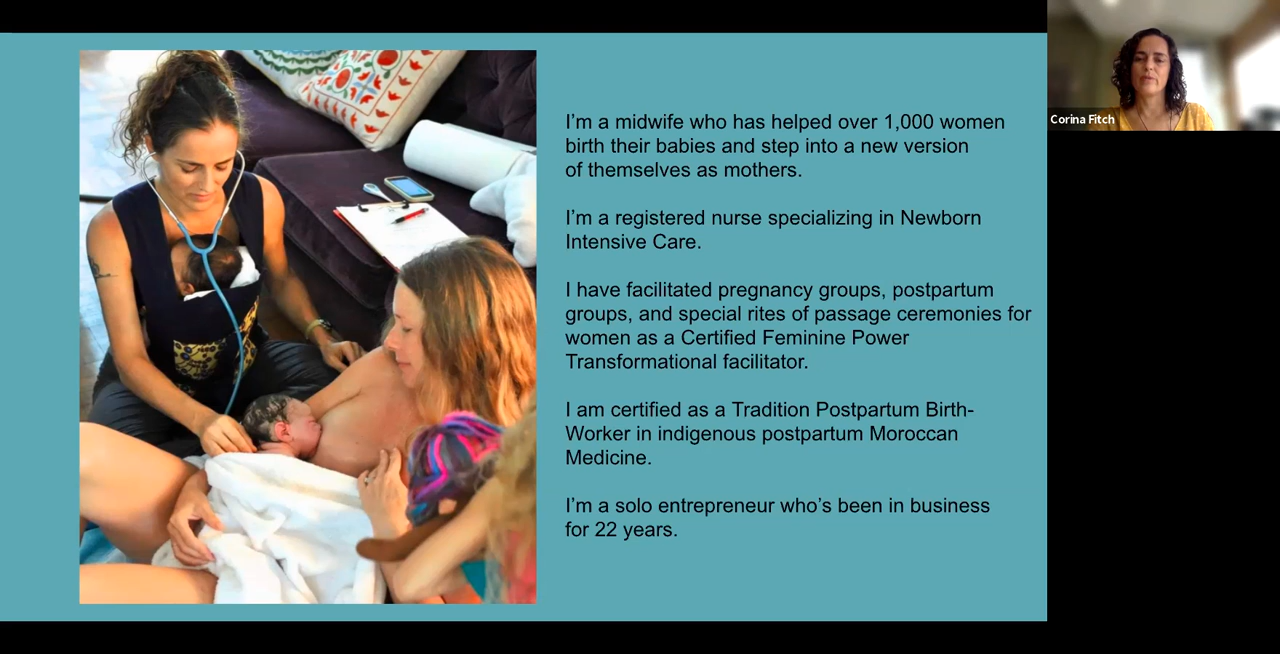 I’m a midwife who has helped over 1,000 women
birth their babies and step into a new version
of themselves as mothers.
I’m a registered nurse specializing in Newborn
Intensive Care.
I have facilitated pregnancy groups, postpartum
groups, and special rites of passage ceremonies for
women as a Certified Feminine Power
Transformational facilitator.
I am certified as a Tradition Postpartum Birth-
Worker in indigenous postpartum Moroccan
Medicine.
I’m a solo entrepreneur who’s been in business
for 22 years.
Corina Fitch